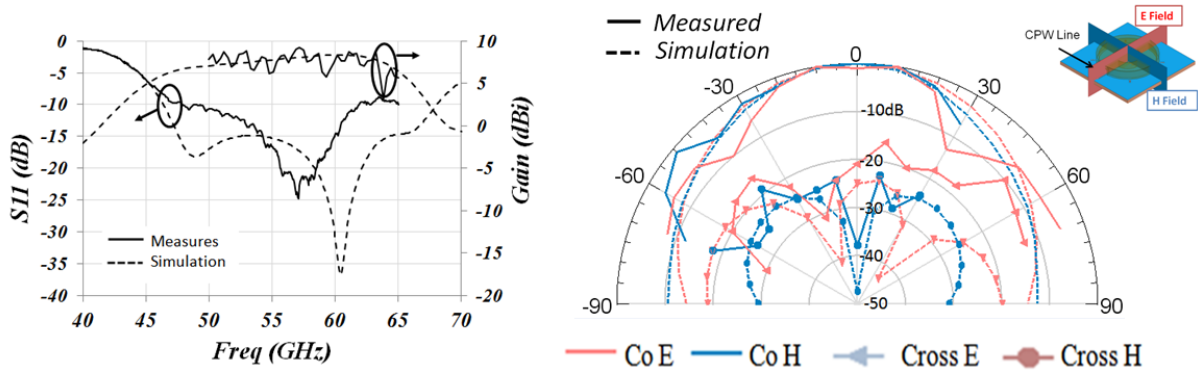 S11 (dB)
0
-5
-10
-15
-20
-25
-30
-35
-40
Measures
Simulation
40
45
50
55
60
65
70
Freq (GHz)
10
5
0
-5
-10
-15
-20
Gain (dBi)
Measured
Simulation
E Field
CPW Line
H Field
-90
-60
-30
0
30
60
90
-10dB
-20
-30
-40
-50
Co E
Co H
Cross E
Cross H